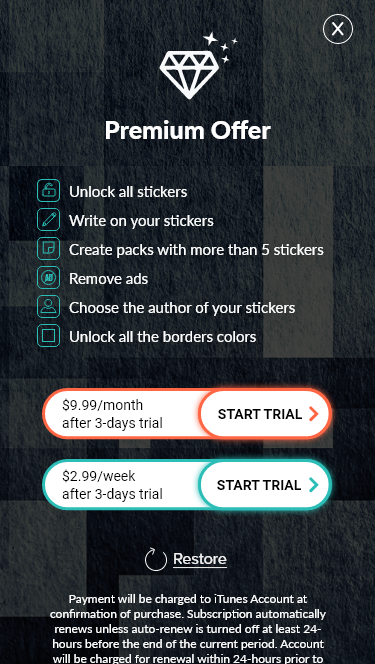 X
Premium Offer
Unlock all stickers
Write on your stickers
Create packs with more than 5 stickers
AD
Remove ads
Choose the author of your stickers
Unlock all the borders colors
$9.99/month
after 3-days trial
START TRIAL
$2.99/week
after 3-days trial
START TRIAL
Restore
Payment will be charged to iTunes Account at
confirmation of purchase. Subscription automatically
renews unless auto-renew is turned off at least 24-
hours before the end of the current period. Account
will be charged for renewal within 24-hours prior to